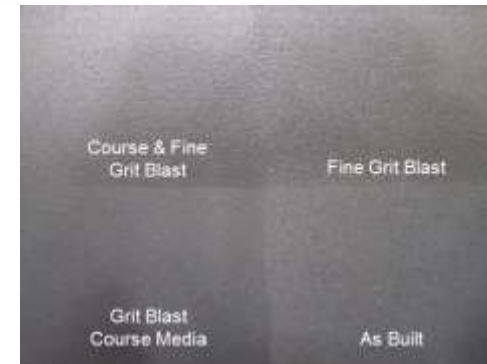 Course & Fine
Grit Blast
Fine Grit Blast
Grit Blast
Course Media
As Built